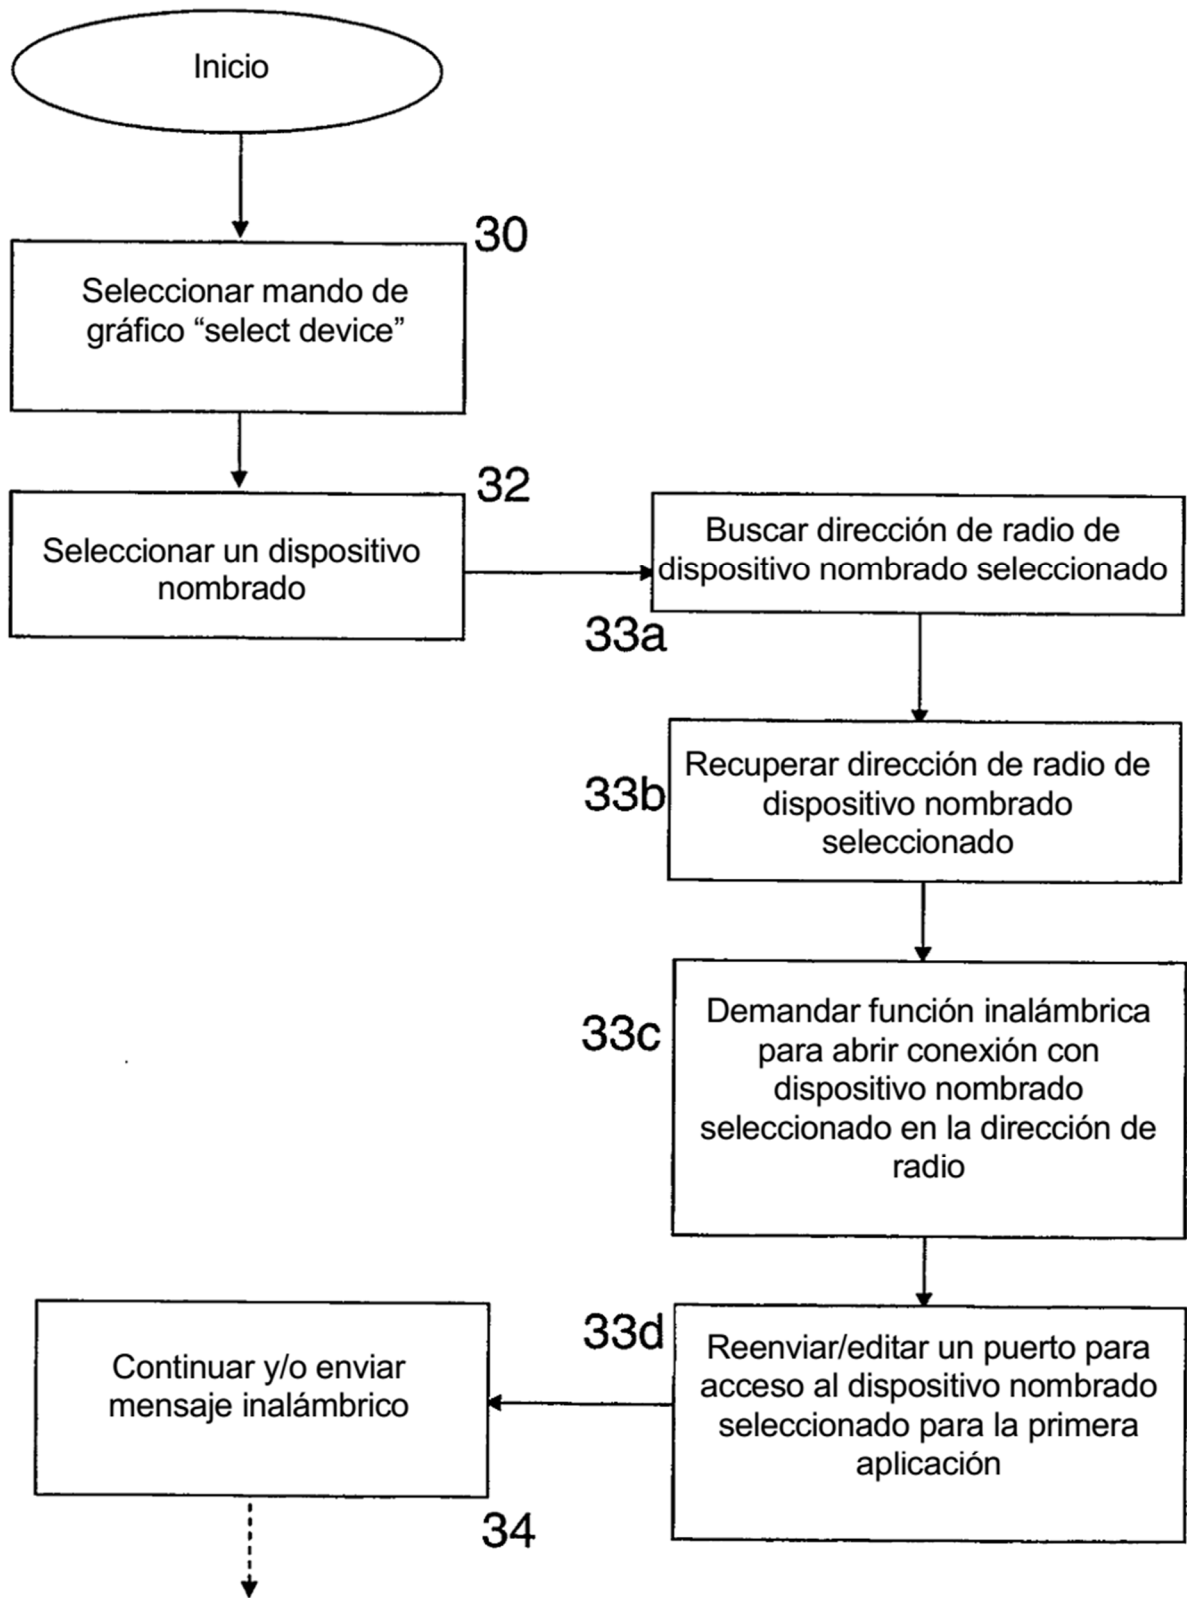 Inicio
30
Seleccionar mando de
gráfico “select device”
32
Seleccionar un dispositivo
nombrado
Buscar dirección de radio de
dispositivo nombrado seleccionado
33a
33b
Recuperar dirección de radio de
dispositivo nombrado
seleccionado
33c
Demandar función inalámbrica
para abrir conexión con
dispositivo nombrado
seleccionado en la dirección de
radio
33d
Reenviar/editar un puerto para
acceso al dispositivo nombrado
seleccionado para la primera
aplicación
Continuar y/o enviar
mensaje inalámbrico
34